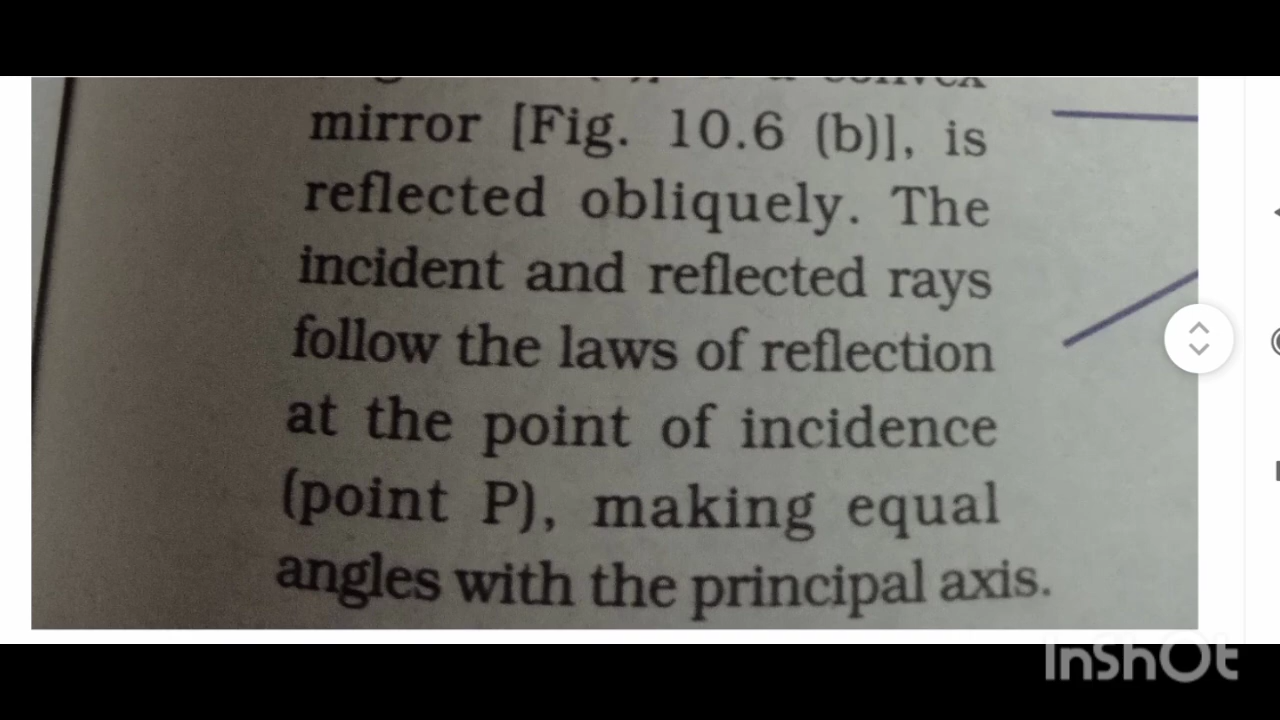 convex
mirror [Fig. 10.6 (b)], is
reflected obliquely. The
incident and reflected rays
follow the laws of reflection
at the point of incidence
(point P), making equal
angles with the principal axis.
InShOt